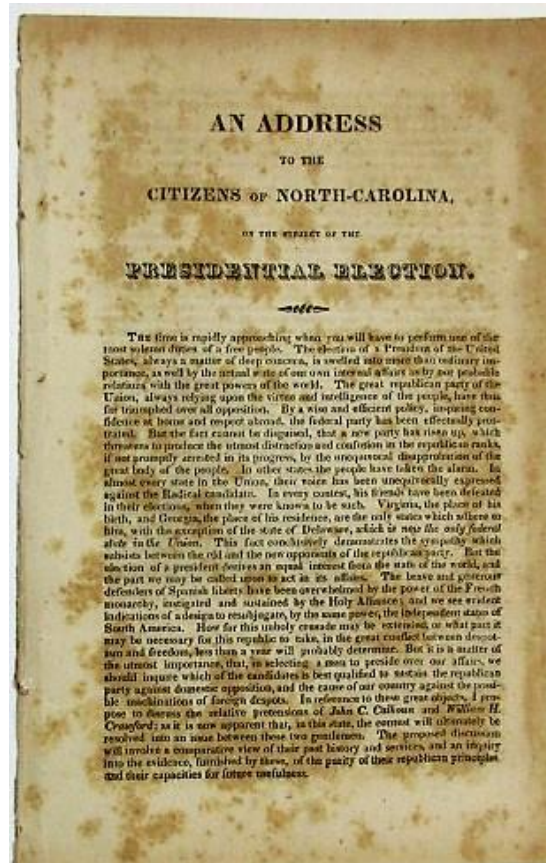 AN ADDRESS
TO THE
CITIZENS OF NORTH-CAROLINA,
ON THE SUBJECT OF THE
PRESIDENTIAL ELECTION.
THE time is rapidly approaching when you will have to perform one of the
most solemn duties of a free people. The election of a President of the United
States, always a matter of deep concern, is swelled into more than ordinary im-
portance, as well by the actual state of our own internal affairs as by our probable
relations with the great powers of the world. The great republican party of the
Union, always relying upon the virtue and intelligence of the people, have thus
far triumphed over all opposition. By a wise and efficient policy, inspiring con-
fidence at home and respect abroad, the federal party has been effectually pros-
trated. But the fact cannot be disguised, that a new party has risen up, which
threatens to produce the utmost distraction and confusion in the republican ranks,
if not promptly arrested in its progress, by the unequivocal disapprobation of the
great body of the people. In other states the people have taken the alarm. In
almost every state in the Union, their voice has been unequivocally expressed
against the Radical candidate. In every contest, his friends have been defeated
in their elections, when they were known to be such. Virginia, the place of his
birth, and Georgia, the place of his residence, are the only states which adhere to
him, with the exception of the state of Delaware, which is now the only federal
state in the Union. This fact conclusively demonstrates the sympathy which
subsists between the old and the new opponents of the republican party. But the
election of a president derives an equal interest from the state of the world, and
the part we may be called upon to act in its affairs. The brave and generous
defenders of Spanish liberty have been overwhelmed by the power of the French
monarchy, instigated and sustained by the Holy Alliance; and we see evident
indications of a design to resubjugate, by the same power, the independent states of
South America. How far this unholy crusade may be extended, or what part it
may be necessary for this republic to take, in the great conflict between despot-
ism and freedom, less than a year will probably determine. But it is a matter of
the utmost importance, that, in selecting a man to preside over our affairs, we
should inquire which of the candidates is best qualified to sustain the republican
party against domestic opposition, and the cause of our country against the possi-
ble machinations of foreign despots. In reference to these great objects, I pro-
pose to discuss the relative pretensions of John C. Calhoun and William H.
Crawford; as it is now apparent that, in this state, the contest will ultimately be
resolved into an issue between these two gentlemen. The proposed discussion
will involve a comparative view of their past history and services, and an inquiry
into the evidence, furnished by these, of the purity of their republican principles
and their capacities for future usefulness.